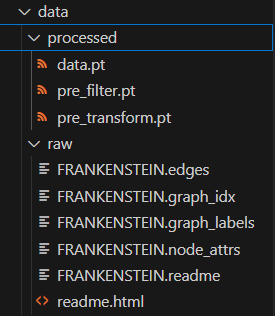 data
processed
data.pt
pre_filter.pt
pre_transform.pt
raw
FRANKENSTEIN.edges
FRANKENSTEIN.graph_idx
FRANKENSTEIN.graph_labels
FRANKENSTEIN.node_attrs
FRANKENSTEIN.readme
readme.html